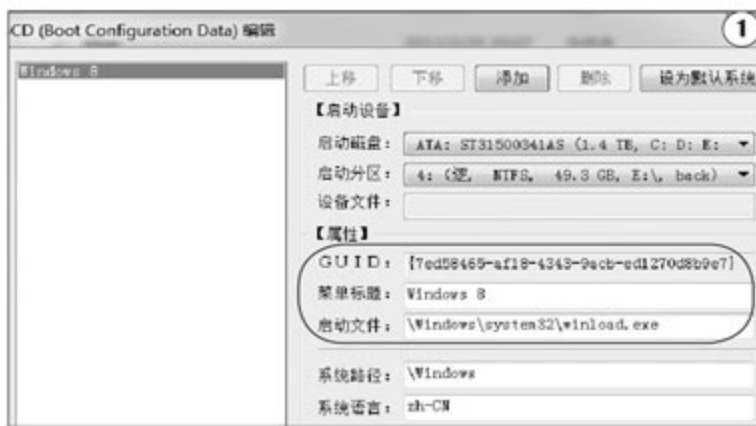 CD (Boot Configuration Data) 编辑
1
Windows 8
上移 下移 添加 删除 设为默认系统
【启动设备】
启动磁盘： ATA: ST31500341AS (1.4 TB, C: D: E:
启动分区： 4: (逻, NTFS, 49.3 GB, E:\, back)
设备文件：
【属性】
GUID： {7ed58465-af18-4343-9acb-ed1270d8b9e7}
菜单标题： Windows 8
启动文件： \Windows\system32\winload.exe
系统路径： \Windows
系统语言： zh-CN